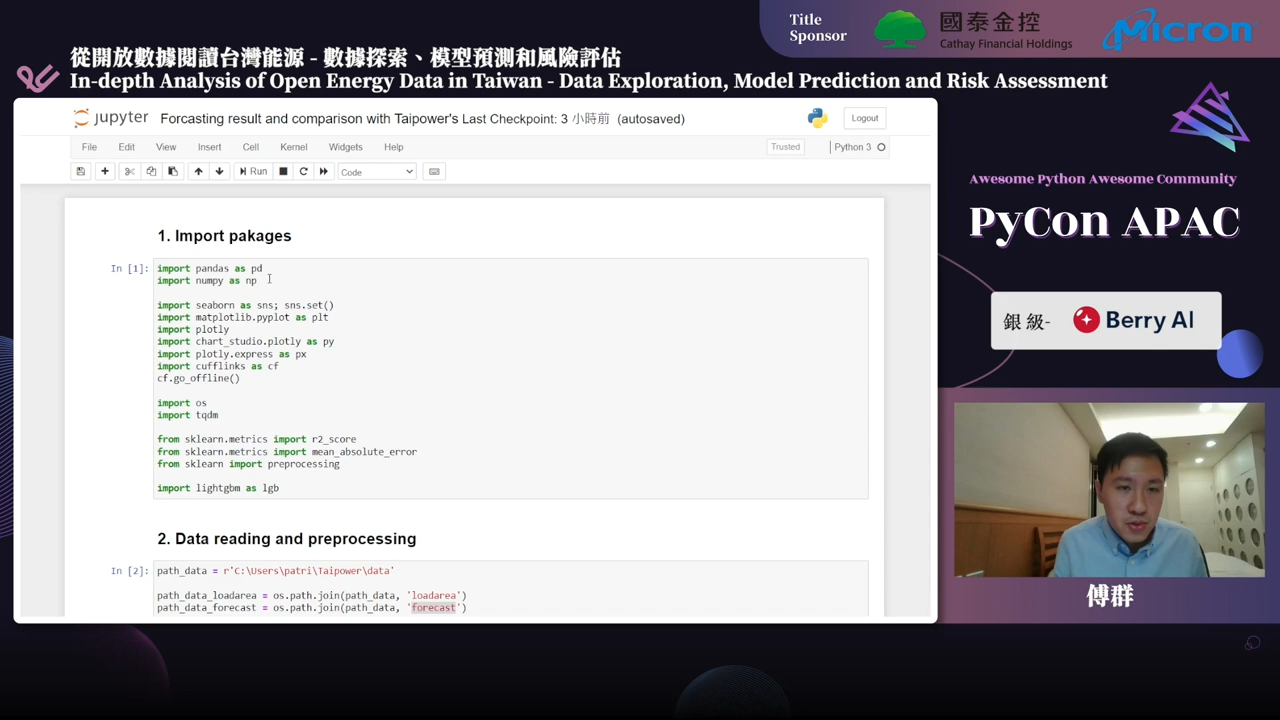 Title
Sponsor
國泰金控
Cathay Financial Holdings
Micron
從開放數據閱讀台灣能源 - 數據探索、模型預測和風險評估
In-depth Analysis of Open Energy Data in Taiwan - Data Exploration, Model Prediction and Risk Assessment
jupyter Forcasting result and comparison with Taipower's Last Checkpoint: 3 小時前 (autosaved)
Logout
File Edit View Insert Cell Kernel Widgets Help
Trusted
Python 3
Run
Code
1. Import pakages
In [1]: import pandas as pd
import numpy as np
import seaborn as sns; sns.set()
import matplotlib.pyplot as plt
import plotly
import chart_studio.plotly as py
import plotly.express as px
import cufflinks as cf
cf.go_offline()
import os
import tqdm
from sklearn.metrics import r2_score
from sklearn.metrics import mean_absolute_error
from sklearn import preprocessing
import lightgbm as lgb
2. Data reading and preprocessing
In [2]: path_data = r'C:\Users\patri\Taipower\data'
path_data_loadarea = os.path.join(path_data, 'loadarea')
path_data_forecast = os.path.join(path_data, 'forecast')
Awesome Python Awesome Community
PyCon APAC
銀級-
Berry AI
傅群